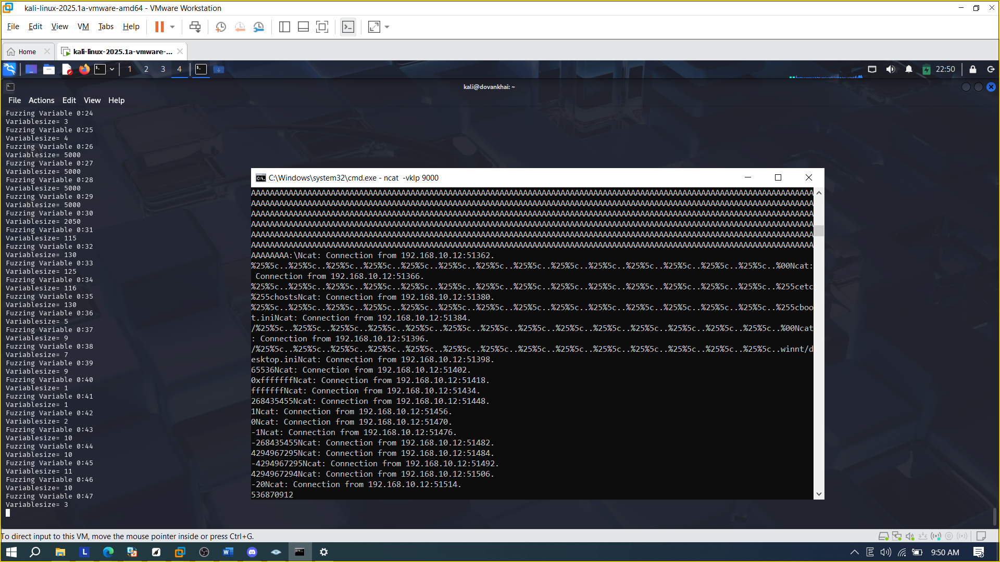 kali-linux-2025.1a-vmware-amd64 - VMware Workstation
File Edit View VM Tabs Help
Home kali-linux-2025.1a-vmware-...
1 2 3 4 22:50
kali@dovankhai: ~
File Actions Edit View Help
Fuzzing Variable 0:24
Variablesize= 3
Fuzzing Variable 0:25
Variablesize= 4
Fuzzing Variable 0:26
Variablesize= 5000
Fuzzing Variable 0:27
Variablesize= 5000
Fuzzing Variable 0:28
Variablesize= 5000
Fuzzing Variable 0:29
Variablesize= 5000
Fuzzing Variable 0:30
Variablesize= 2050
Fuzzing Variable 0:31
Variablesize= 115
Fuzzing Variable 0:32
Variablesize= 130
Fuzzing Variable 0:33
Variablesize= 125
Fuzzing Variable 0:34
Variablesize= 116
Fuzzing Variable 0:35
Variablesize= 130
Fuzzing Variable 0:36
Variablesize= 5
Fuzzing Variable 0:37
Variablesize= 9
Fuzzing Variable 0:38
Variablesize= 7
Fuzzing Variable 0:39
Variablesize= 9
Fuzzing Variable 0:40
Variablesize= 1
Fuzzing Variable 0:41
Variablesize= 1
Fuzzing Variable 0:42
Variablesize= 2
Fuzzing Variable 0:43
Variablesize= 10
Fuzzing Variable 0:44
Variablesize= 10
Fuzzing Variable 0:45
Variablesize= 11
Fuzzing Variable 0:46
Variablesize= 10
Fuzzing Variable 0:47
Variablesize= 3
C:\Windows\system32\cmd.exe - ncat -vklp 9000
AAAAAAAAAAAAAAAAAAAAAAAAAAAAAAAAAAAAAAAAAAAAAAAAAAAAAAAAAAAAAAAAAAAAAAAAAAAAAAAAAAAAAAAAAAAAAAAAAAAAAAAAAAAAAAAAAAAAAAAA
AAAAAAAAAAAAAAAAAAAAAAAAAAAAAAAAAAAAAAAAAAAAAAAAAAAAAAAAAAAAAAAAAAAAAAAAAAAAAAAAAAAAAAAAAAAAAAAAAAAAAAAAAAAAAAAAAAAAAAAA
AAAAAAAAAAAAAAAAAAAAAAAAAAAAAAAAAAAAAAAAAAAAAAAAAAAAAAAAAAAAAAAAAAAAAAAAAAAAAAAAAAAAAAAAAAAAAAAAAAAAAAAAAAAAAAAAAAAAAAAA
AAAAAAAAAAAAAAAAAAAAAAAAAAAAAAAAAAAAAAAAAAAAAAAAAAAAAAAAAAAAAAAAAAAAAAAAAAAAAAAAAAAAAAAAAAAAAAAAAAAAAAAAAAAAAAAAAAAAAAAA
AAAAAAAAAAAAAAAAAAAAAAAAAAAAAAAAAAAAAAAAAAAAAAAAAAAAAAAAAAAAAAAAAAAAAAAAAAAAAAAAAAAAAAAAAAAAAAAAAAAAAAAAAAAAAAAAAAAAAAAA
AAAAAAAAAAAAAAAAAAAAAAAAAAAAAAAAAAAAAAAAAAAAAAAAAAAAAAAAAAAAAAAAAAAAAAAAAAAAAAAAAAAAAAAAAAAAAAAAAAAAAAAAAAAAAAAAAAAAAAAA
AAAAAAAA:\Ncat: Connection from 192.168.10.12:51362.
%25%5c..%25%5c..%25%5c..%25%5c..%25%5c..%25%5c..%25%5c..%25%5c..%25%5c..%25%5c..%25%5c..%25%5c..%25%5c..%25%5c..%00Ncat:
Connection from 192.168.10.12:51366.
%25%5c..%25%5c..%25%5c..%25%5c..%25%5c..%25%5c..%25%5c..%25%5c..%25%5c..%25%5c..%25%5c..%25%5c..%25%5c..%25%5c..%255cetc
%255chostsNcat: Connection from 192.168.10.12:51380.
%25%5c..%25%5c..%25%5c..%25%5c..%25%5c..%25%5c..%25%5c..%25%5c..%25%5c..%25%5c..%25%5c..%25%5c..%25%5c..%25%5c..%255cboo
t.iniNcat: Connection from 192.168.10.12:51384.
/%25%5c..%25%5c..%25%5c..%25%5c..%25%5c..%25%5c..%25%5c..%25%5c..%25%5c..%25%5c..%25%5c..%25%5c..%25%5c..%25%5c..%00Ncat
: Connection from 192.168.10.12:51396.
/%25%5c..%25%5c..%25%5c..%25%5c..%25%5c..%25%5c..%25%5c..%25%5c..%25%5c..%25%5c..%25%5c..%25%5c..%25%5c..%25%5c..winnt/d
esktop.iniNcat: Connection from 192.168.10.12:51398.
65536Ncat: Connection from 192.168.10.12:51402.
0xfffffffNcat: Connection from 192.168.10.12:51418.
fffffffNcat: Connection from 192.168.10.12:51434.
268435455Ncat: Connection from 192.168.10.12:51448.
1Ncat: Connection from 192.168.10.12:51456.
0Ncat: Connection from 192.168.10.12:51470.
-1Ncat: Connection from 192.168.10.12:51476.
-268435455Ncat: Connection from 192.168.10.12:51482.
4294967295Ncat: Connection from 192.168.10.12:51484.
-4294967295Ncat: Connection from 192.168.10.12:51492.
4294967294Ncat: Connection from 192.168.10.12:51506.
-20Ncat: Connection from 192.168.10.12:51514.
536870912
To direct input to this VM, move the mouse pointer inside or press Ctrl+G.
9:50 AM